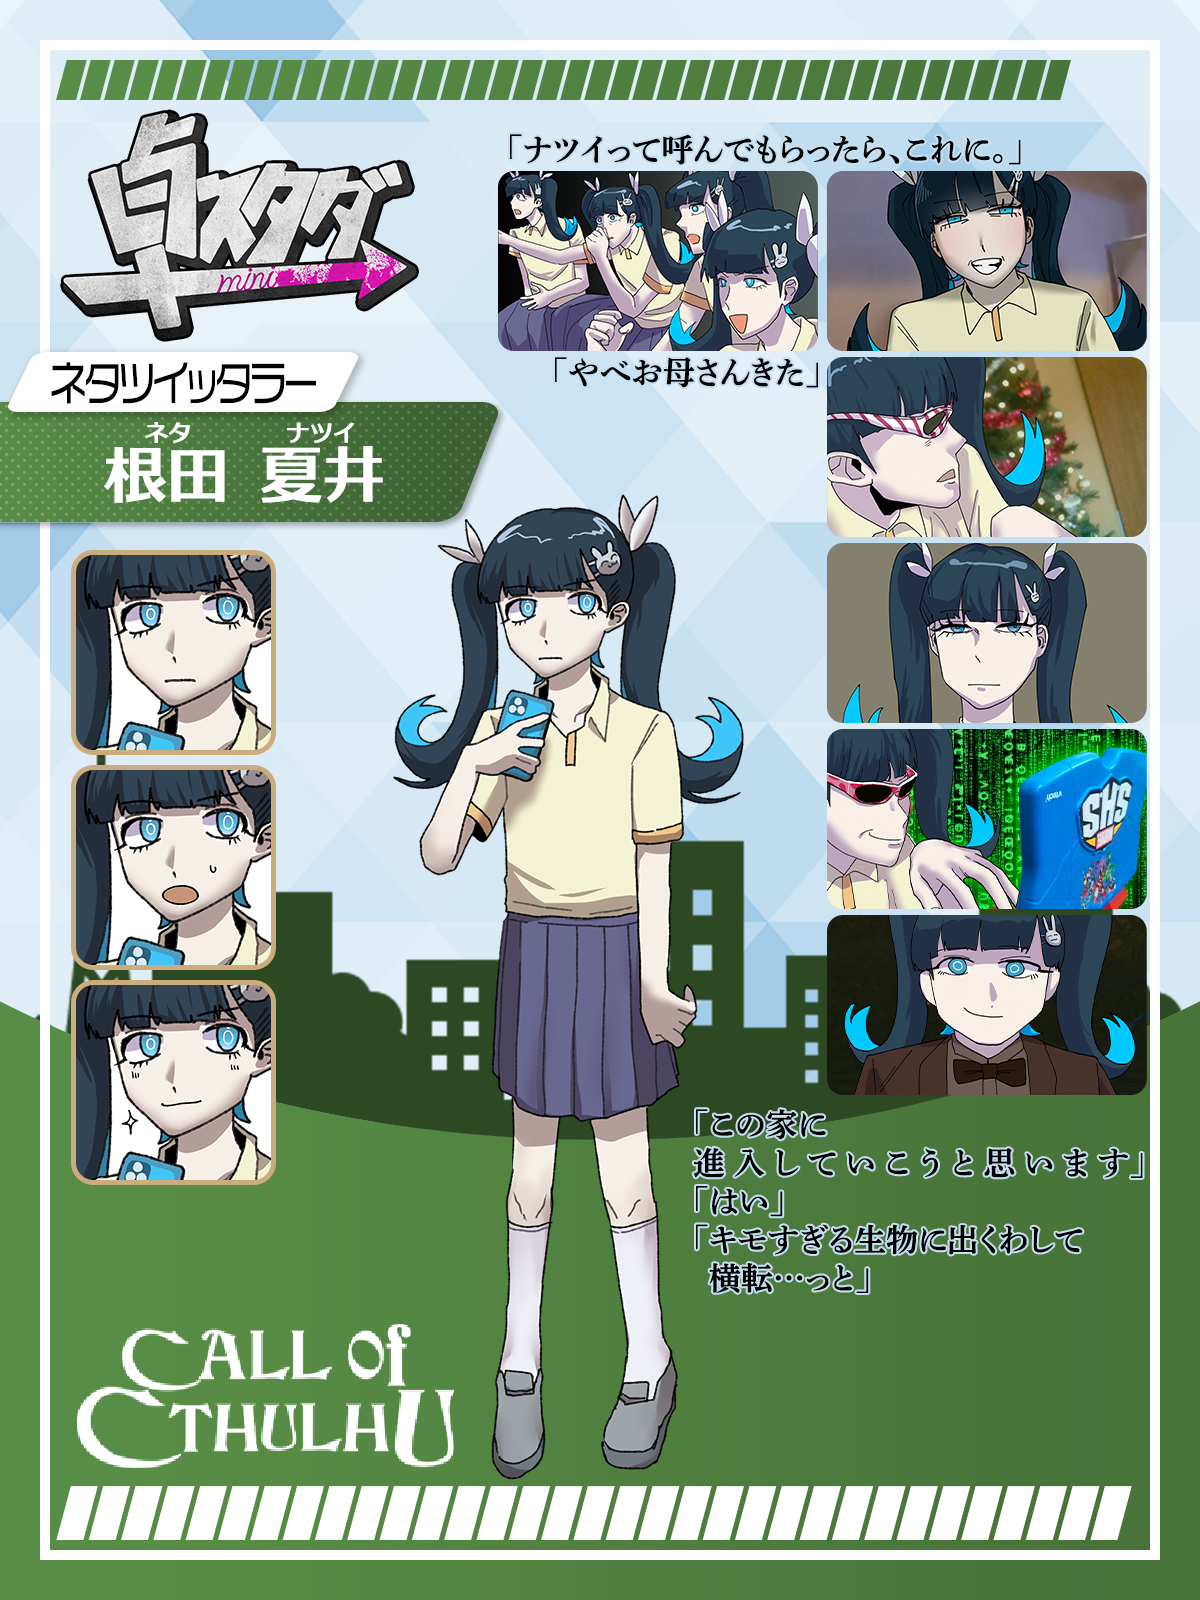 卓スタダ
mini
「ナツイって呼んでもらったら、これに。」
「やべお母さんきた」
ネタツイッタラー
ネタ ナツイ
根田 夏井
vtech
SHS
「この家に
進入していこうと思います」
「はい」
「キモすぎる生物に出くわして
横転…っと」
CALL Of
CTHULHU